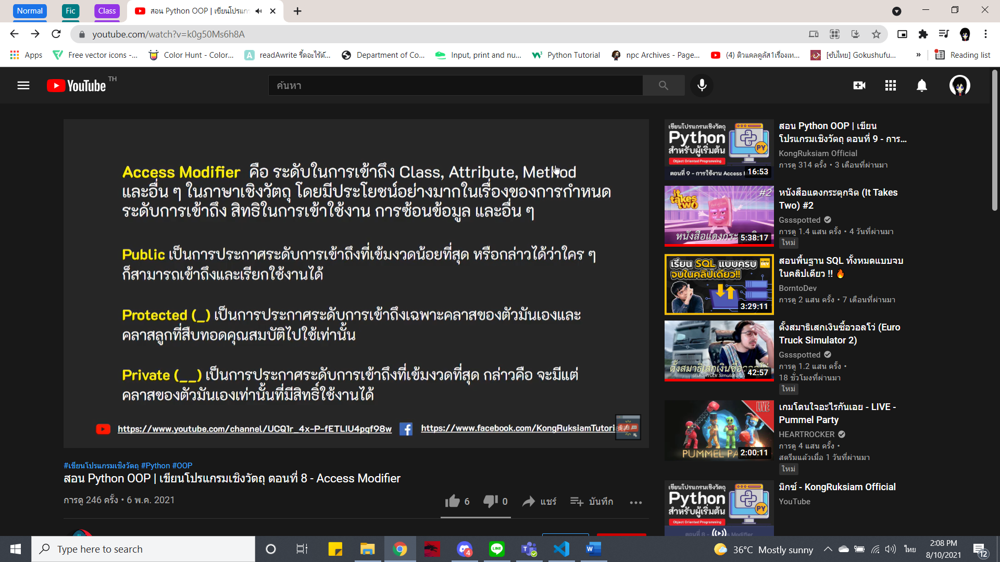 Normal
Fic
Class
สอน Python OOP | เขียนโปรแกร
youtube.com/watch?v=k0g50Ms6h8A
Apps
Free vector icons -...
Color Hunt - Color...
readAwrite รี้ดอะไร้ต์...
Department of Co...
Input, print and nu...
Python Tutorial
npc Archives - Page...
(4) ติวแคลคูลัส1เรื่องเท...
[ซับไทย] Gokushufu...
»
Reading list
YouTube TH
ค้นหา
Access Modifier คือ ระดับในการเข้าถึง Class, Attribute, Method
และอื่น ๆ ในภาษาเชิงวัตถุ โดยมีประโยชน์อย่างมากในเรื่องของการกำหนด
ระดับการเข้าถึง สิทธิในการเข้าใช้งาน การซ้อนข้อมูล และอื่น ๆ
Public เป็นการประกาศระดับการเข้าถึงที่เข้มงวดน้อยที่สุด หรือกล่าวได้ว่าใคร ๆ
ก็สามารถเข้าถึงและเรียกใช้งานได้
Protected (_) เป็นการประกาศระดับการเข้าถึงเฉพาะคลาสของตัวมันเองและ
คลาสลูกที่สืบทอดคุณสมบัติไปใช้เท่านั้น
Private (__) เป็นการประกาศระดับการเข้าถึงที่เข้มงวดที่สุด กล่าวคือ จะมีแต่
คลาสของตัวมันเองเท่านั้นที่มีสิทธิ์ใช้งานได้
https://www.youtube.com/channel/UCQ1r_4x-P-fETLIU4pqf98w
https://www.facebook.com/KongRuksiamTutori
#เขียนโปรแกรมเชิงวัตถุ #Python #OOP
สอน Python OOP | เขียนโปรแกรมเชิงวัตถุ ตอนที่ 8 - Access Modifier
การดู 246 ครั้ง • 6 พ.ค. 2021
6
0
แชร์
บันทึก
เขียนโปรแกรมเชิงวัตถุ
Python
สำหรับผู้เริ่มต้น
Object Oriented Programming
PY
ตอนที่ 9 - การใช้งาน Access
16:53
สอน Python OOP | เขียน
โปรแกรมเชิงวัตถุ ตอนที่ 9 - การ...
KongRuksiam Official
การดู 314 ครั้ง • 3 เดือนที่ผ่านมา
it takes two
#2
หนังสือแดงกระ
5:38:17
หนังสือแดงกระตุกจิต (It Takes
Two) #2
Gssspotted
การดู 1.4 แสน ครั้ง • 4 วันที่ผ่านมา
ใหม่
เรียน SQL แบบครบ
จบในคลิปเดียว!!
3:29:11
สอนพื้นฐาน SQL ทั้งหมดแบบจบ
ในคลิปเดียว !! 🔥
BorntoDev
การดู 2 แสน ครั้ง • 7 เดือนที่ผ่านมา
ตั้งสมาธิเสกเงินซื้อวอลโว่
(Euro Truck Simulator 2)
42:57
ตั้งสมาธิเสกเงินซื้อวอลโว่ (Euro
Truck Simulator 2)
Gssspotted
การดู 1.2 แสน ครั้ง •
18 ชั่วโมงที่ผ่านมา
ใหม่
LIVE
PUMMEL PA
2:00:11
เกมโดนใจอะไรกันเอย - LIVE -
Pummel Party
HEARTROCKER
การดู 4 แสน ครั้ง •
สตรีมแล้วเมื่อ 1 วันที่ผ่านมา
ใหม่
เขียนโปรแกรมเชิงวัตถุ
Python
สำหรับผู้เริ่มต้น
Object Oriented Programming
PY
มิกซ์ - KongRuksiam Official
YouTube
Type here to search
4
36°C Mostly sunny
ไทย
2:08 PM
8/10/2021
12